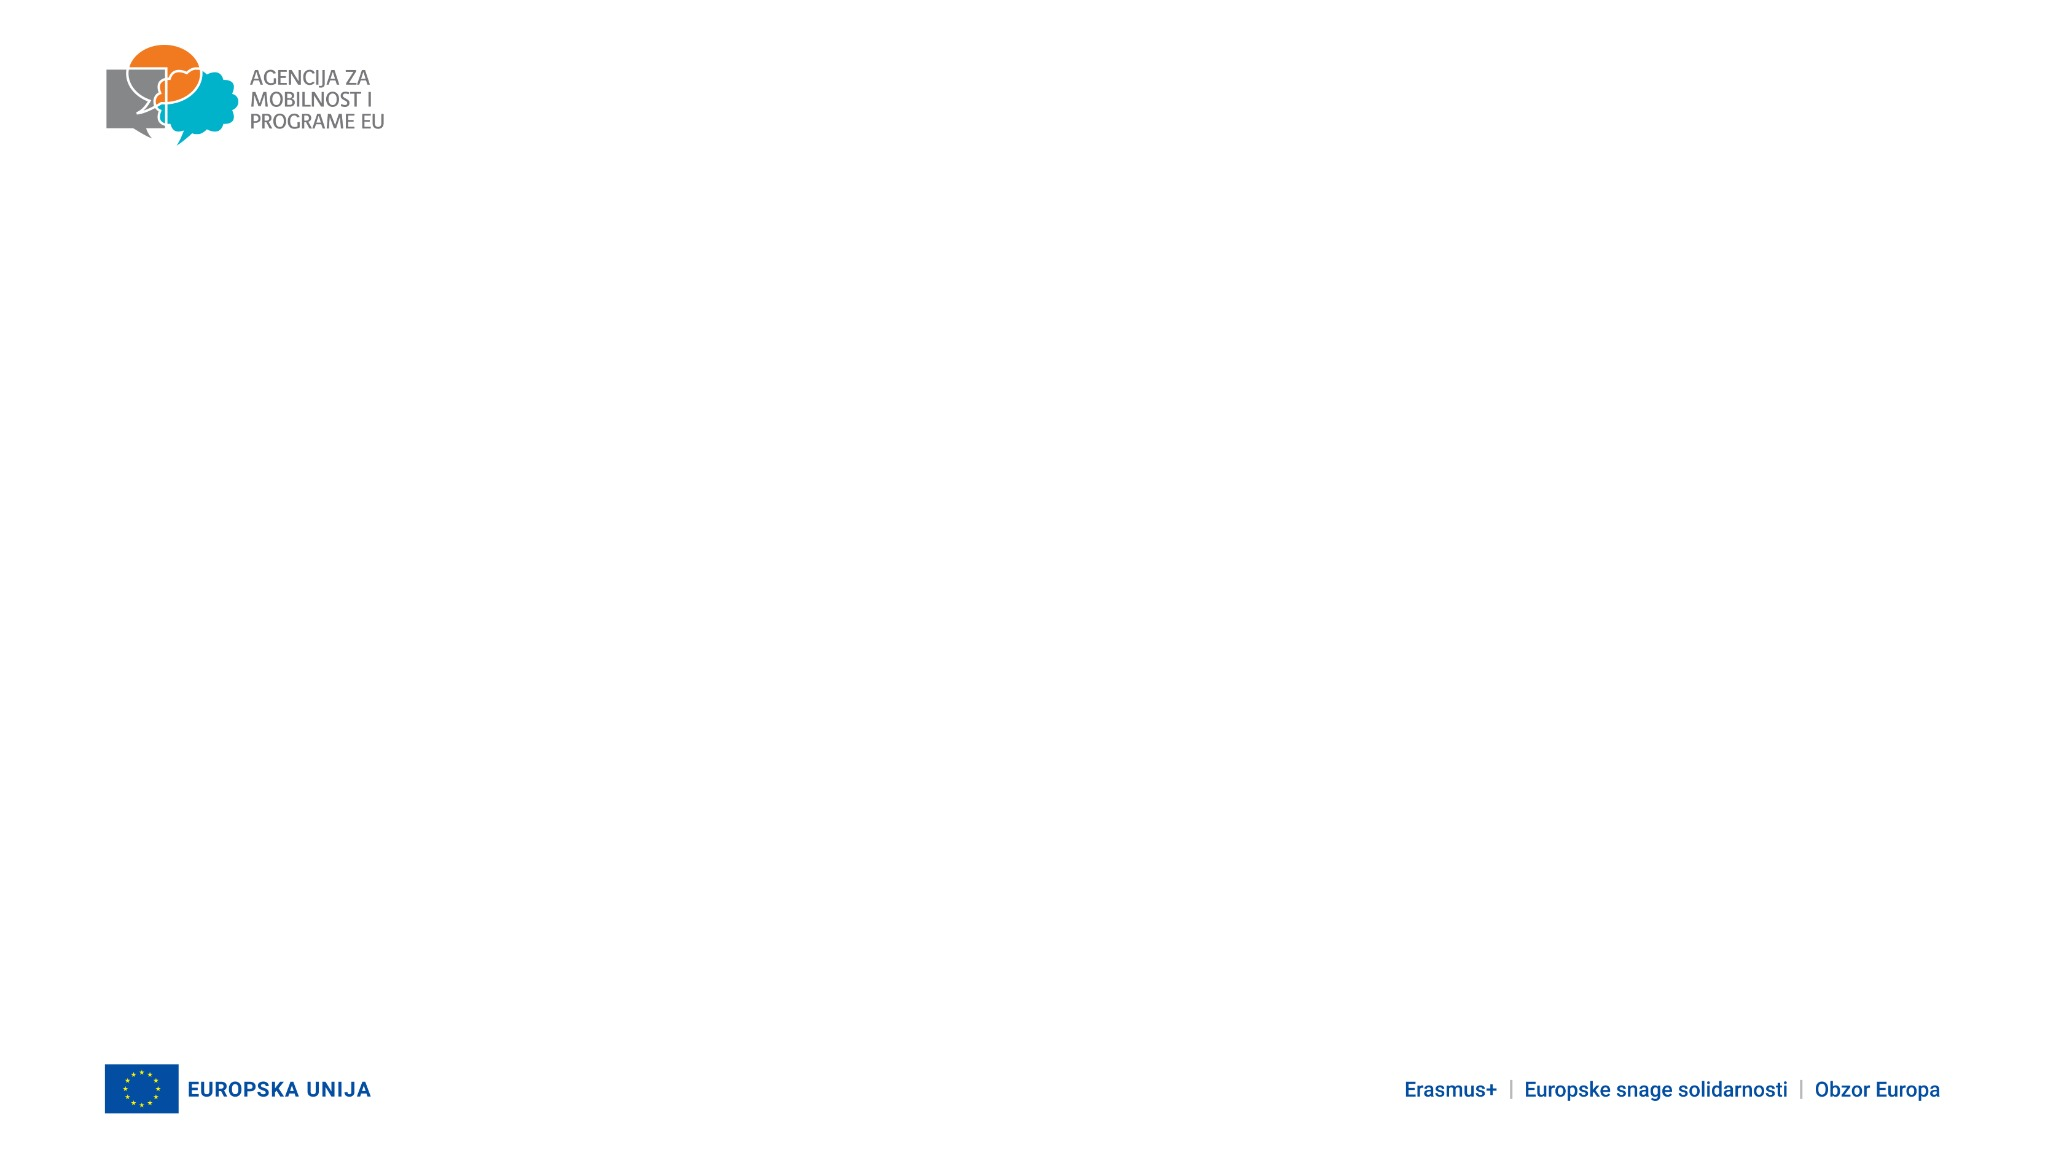 AGENCIJA ZA
MOBILNOST I
PROGRAME EU
EUROPSKA UNIJA
Erasmus+ | Europske snage solidarnosti | Obzor Europa